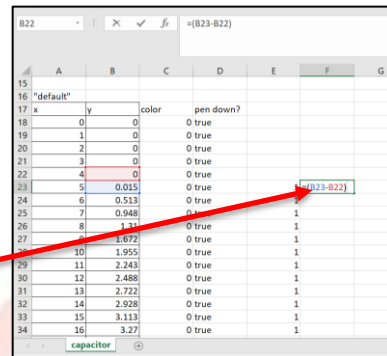 B22 fx =(B23-B22)
A B C D E F G
15
16 "default"
17 x y color pen down?
18 0 0 0 true
19 1 0 0 true
20 2 0 0 true
21 3 0 0 true
22 4 0 0 true
23 5 0.015 0 true 1 =(B23-B22)
24 6 0.513 0 true 1
25 7 0.948 0 true 1
26 8 1.31 0 true 1
9 1.672 0 true 1
10 1.955 0 true 1
29 11 2.243 0 true 1
30 12 2.488 0 true 1
31 13 2.722 0 true 1
32 14 2.928 0 true 1
33 15 3.113 0 true 1
34 16 3.27 0 true 1
capacitor